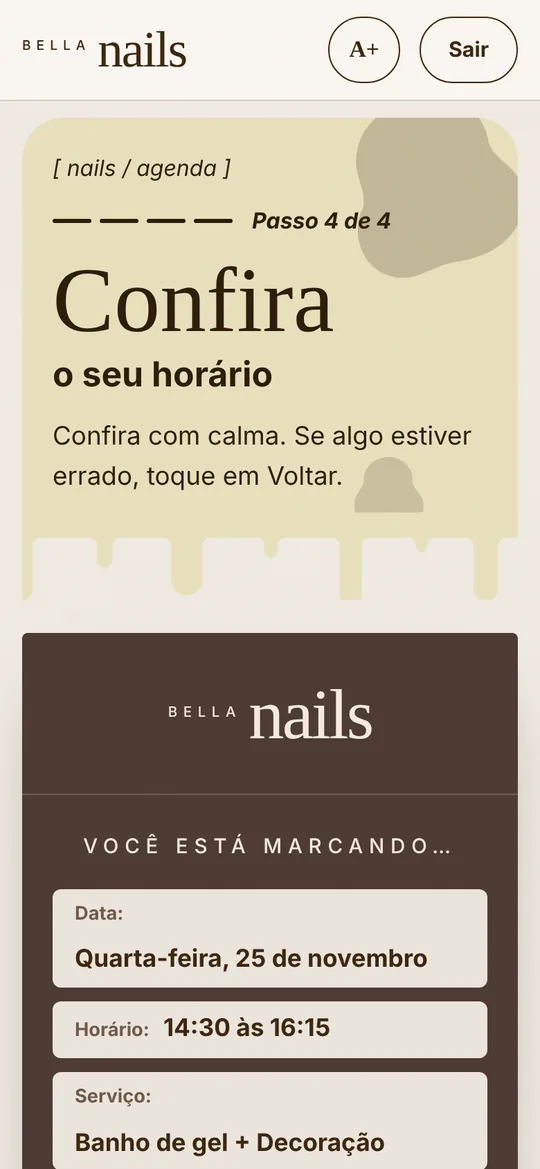 BELLA nails
A+
Sair
[ nails / agenda ]
Passo 4 de 4
Confira
o seu horário
Confira com calma. Se algo estiver
errado, toque em Voltar.
BELLA nails
VOCÊ ESTÁ MARCANDO…
Data:
Quarta-feira, 25 de novembro
Horário: 14:30 às 16:15
Serviço:
Banho de gel + Decoração